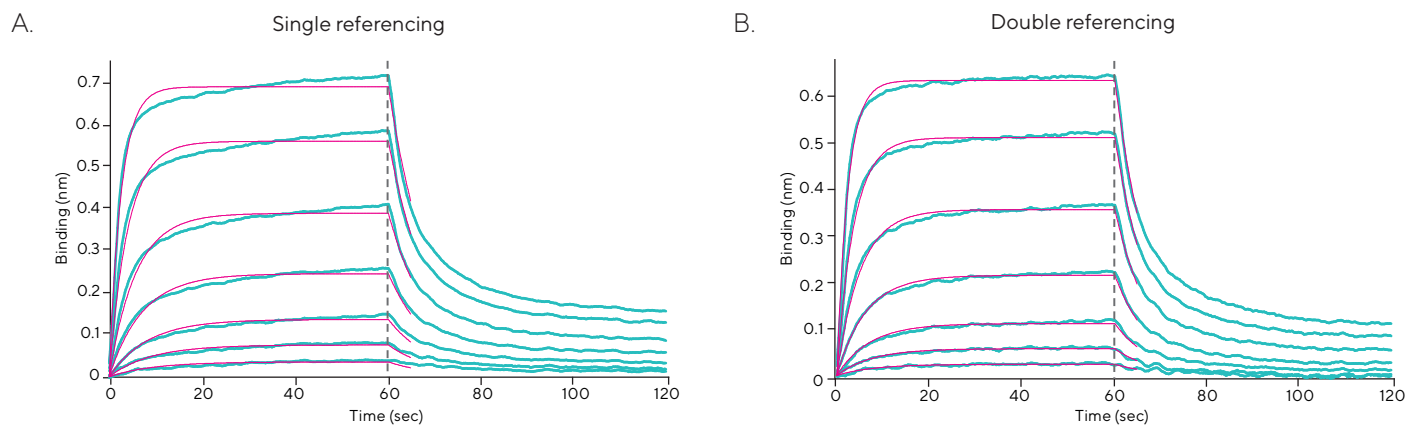 A.
Single referencing
Binding (nm)
0.7
0.6
0.5
0.4
0.3
0.2
0.1
0
0 20 40 60 80 100 120
Time (sec)
B.
Double referencing
Binding (nm)
0.6
0.5
0.4
0.3
0.2
0.1
0
0 20 40 60 80 100 120
Time (sec)